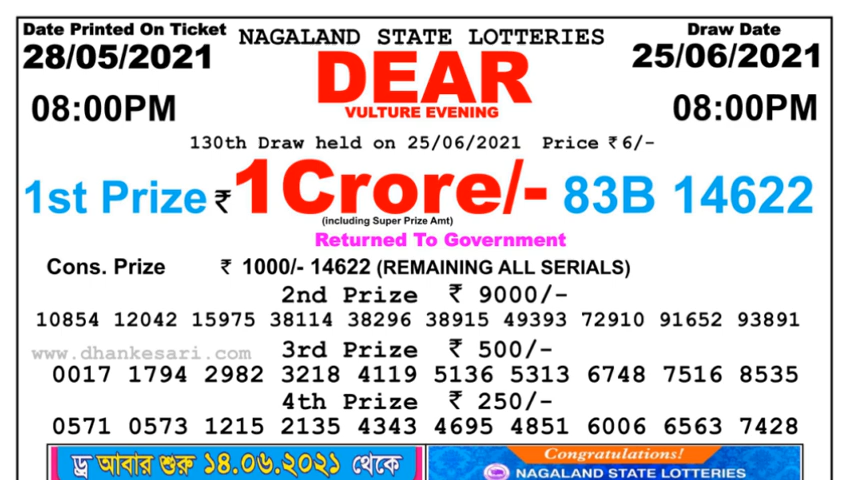 Date Printed On Ticket NAGALAND STATE LOTTERIES Draw Date
28/05/2021 DEAR 25/06/2021
08:00PM VULTURE EVENING 08:00PM
130th Draw held on 25/06/2021 Price ₹6/-
1st Prize ₹1Crore/- 83B 14622
(including Super Prize Amt)
Returned To Government
Cons. Prize ₹ 1000/- 14622 (REMAINING ALL SERIALS)
2nd Prize ₹ 9000/-
10854 12042 15975 38114 38296 38915 49393 72910 91652 93891
www.dhankesari.com 3rd Prize ₹ 500/-
0017 1794 2982 3218 4119 5136 5313 6748 7516 8535
4th Prize ₹ 250/-
0571 0573 1215 2135 4343 4695 4851 6006 6563 7428
ড্র আবার শুরু ১৪.০৬.২০২১ থেকে Congratulations!
NAGALAND STATE LOTTERIES